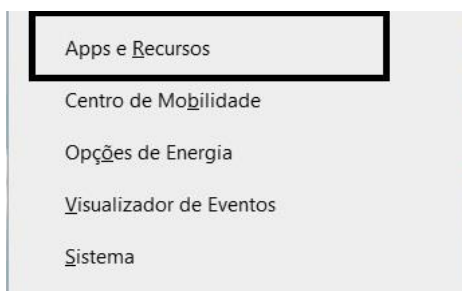 Apps e Recursos
Centro de Mobilidade
Opções de Energia
Visualizador de Eventos
Sistema